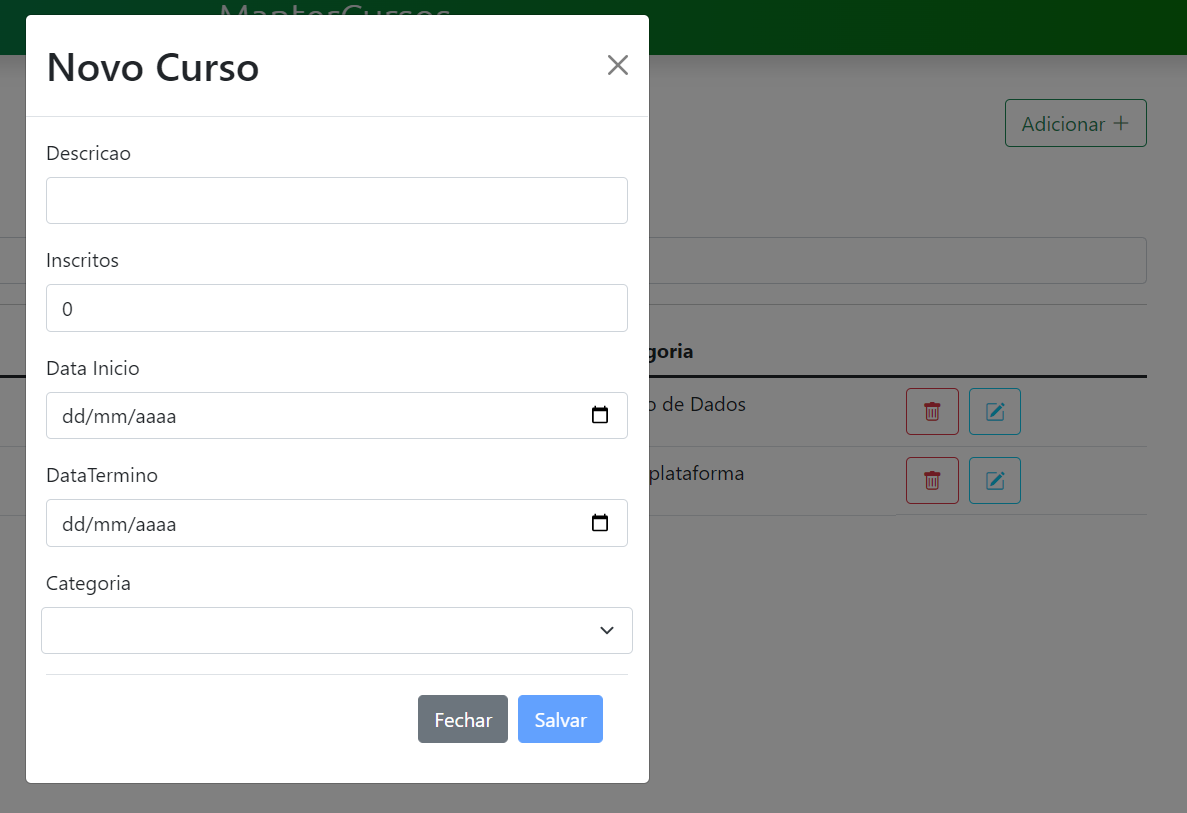 Novo Curso
Adicionar +
Descricao
Inscritos
0
Data Inicio
dd/mm/aaaa
DataTermino
dd/mm/aaaa
Categoria
Fechar
Salvar
goria
de Dados
plataforma